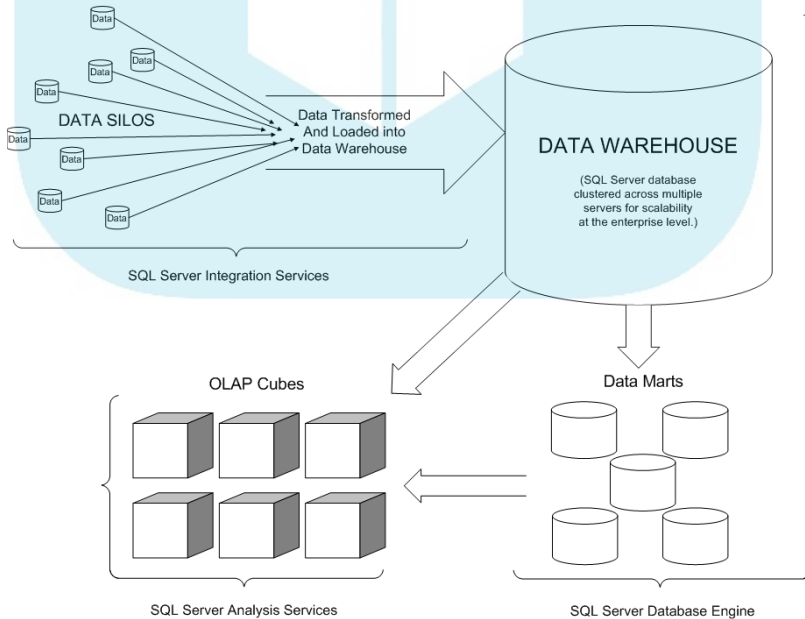 Data
Data
Data
Data
Data
DATA SILOS
Data
Data
Data
Data
Data Transformed
And Loaded into
Data Warehouse
DATA WAREHOUSE
(SQL Server database
clustered across multiple
servers for scalability
at the enterprise level.)
SQL Server Integration Services
OLAP Cubes
Data Marts
SQL Server Analysis Services
SQL Server Database Engine